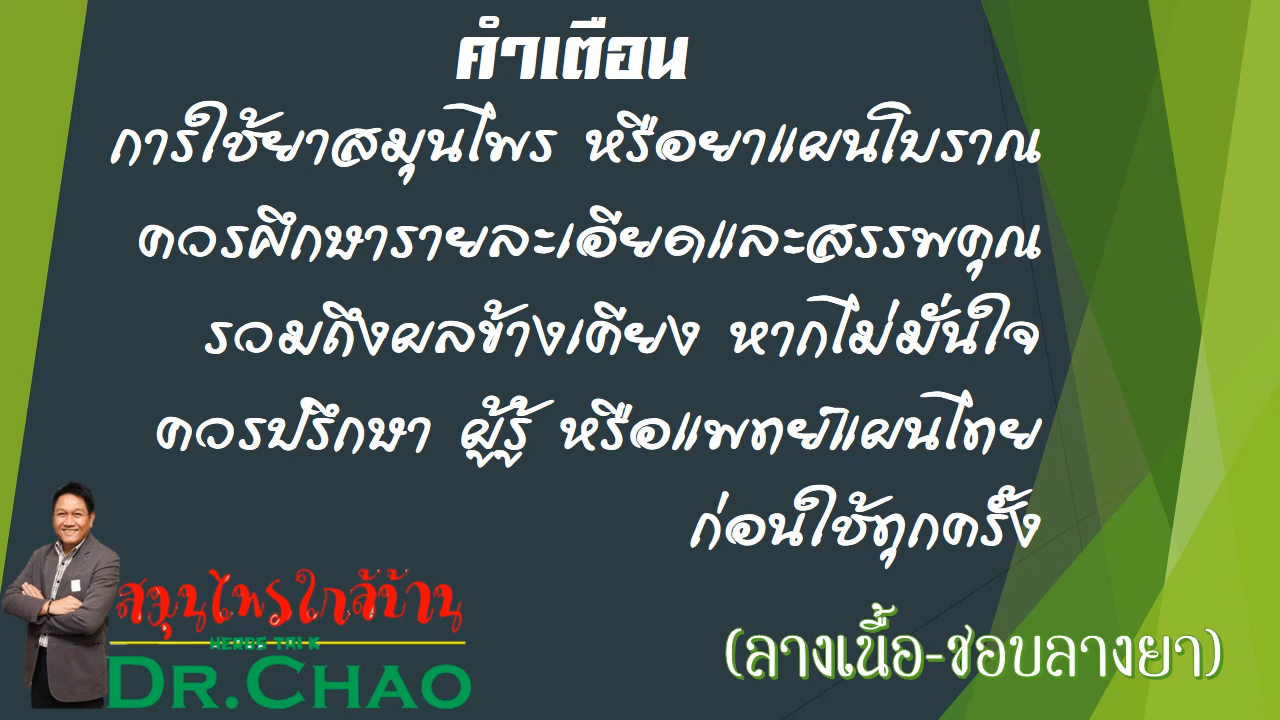 คำเตือน
การใช้ยาสมุนไพร หรือยาแผนโบราณ
ควรศึกษารายละเอียดและสรรพคุณ
รวมถึงผลข้างเคียง หากไม่มั่นใจ
ควรปรึกษา ผู้รู้ หรือแพทย์แผนไทย
ก่อนใช้ทุกครั้ง
สมุนไพรใกล้บ้าน
HERBS TALK
DR.CHAO
(ลางเนื้อ-ชอบลางยา)